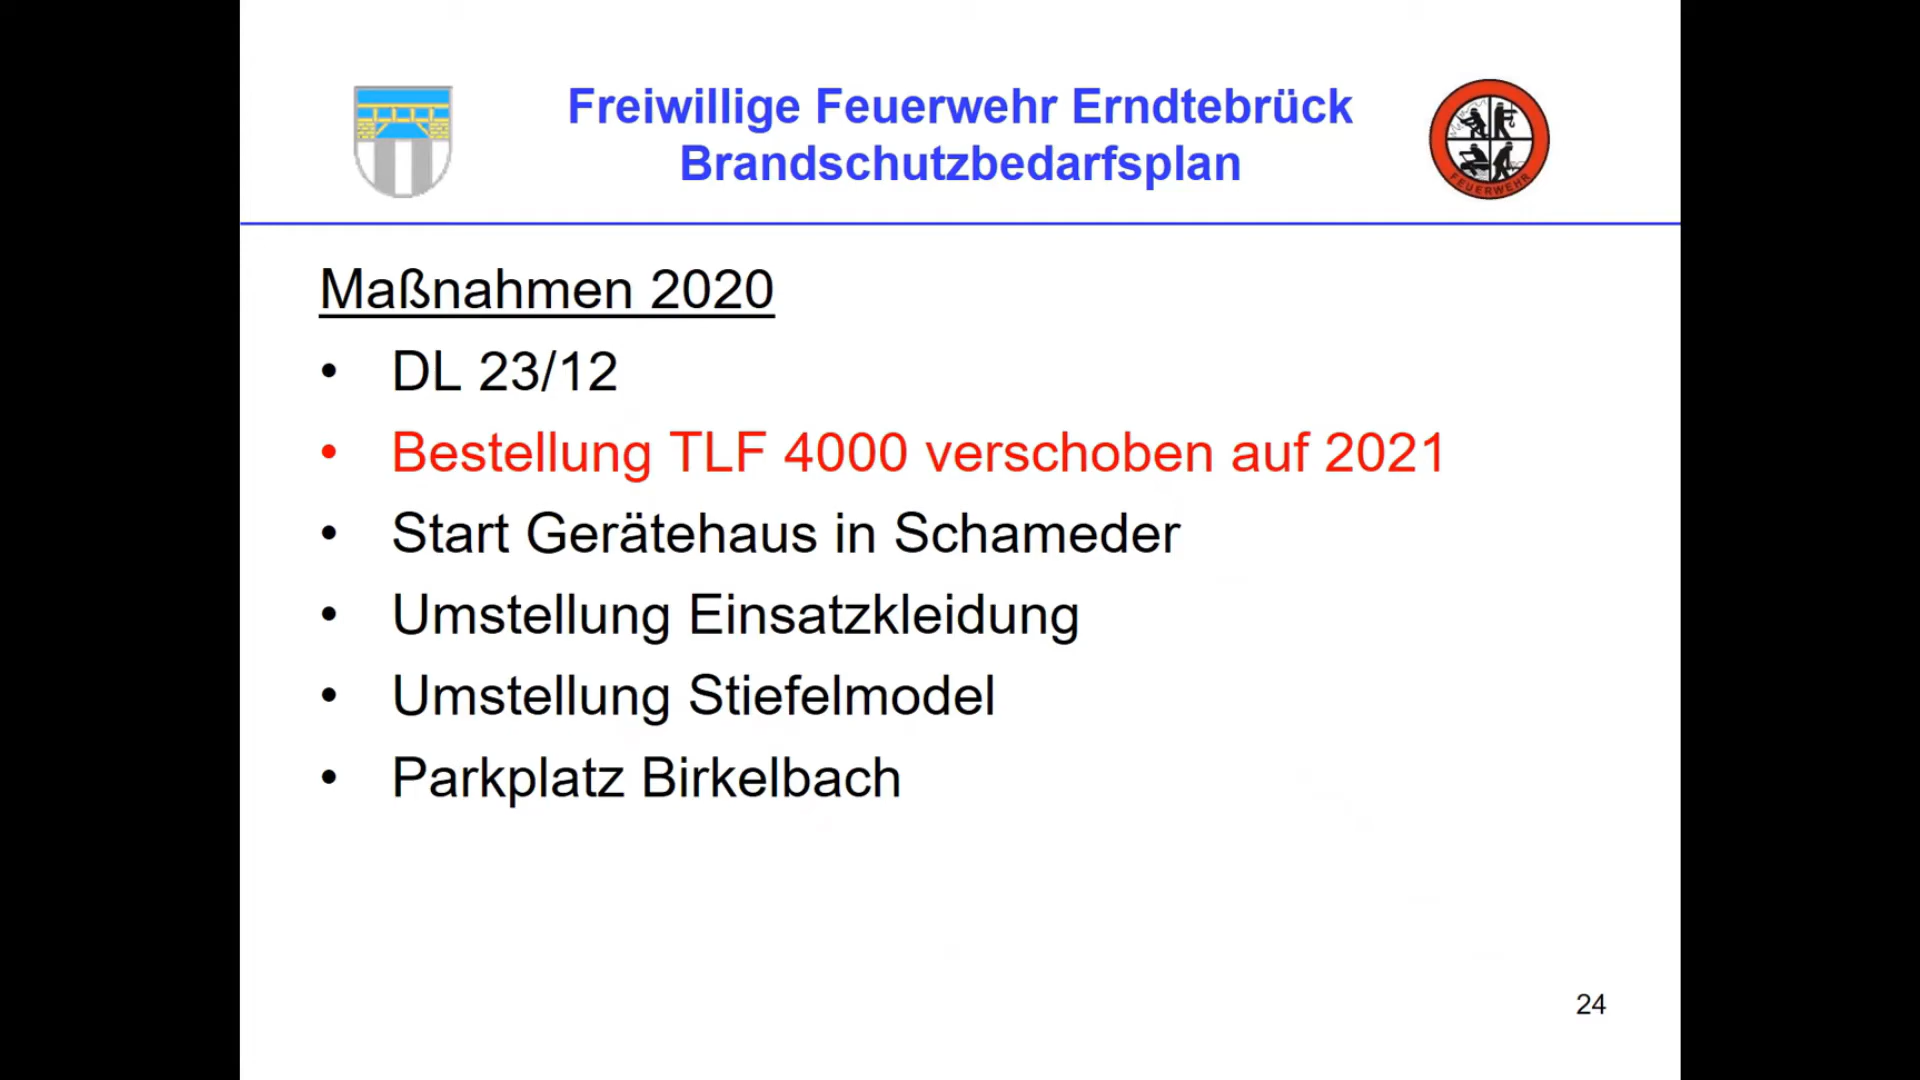 Freiwillige Feuerwehr Erndtebrück
Brandschutzbedarfsplan
FEUERWEHR
Maßnahmen 2020
• DL 23/12
• Bestellung TLF 4000 verschoben auf 2021
• Start Gerätehaus in Schameder
• Umstellung Einsatzkleidung
• Umstellung Stiefelmodel
• Parkplatz Birkelbach
24